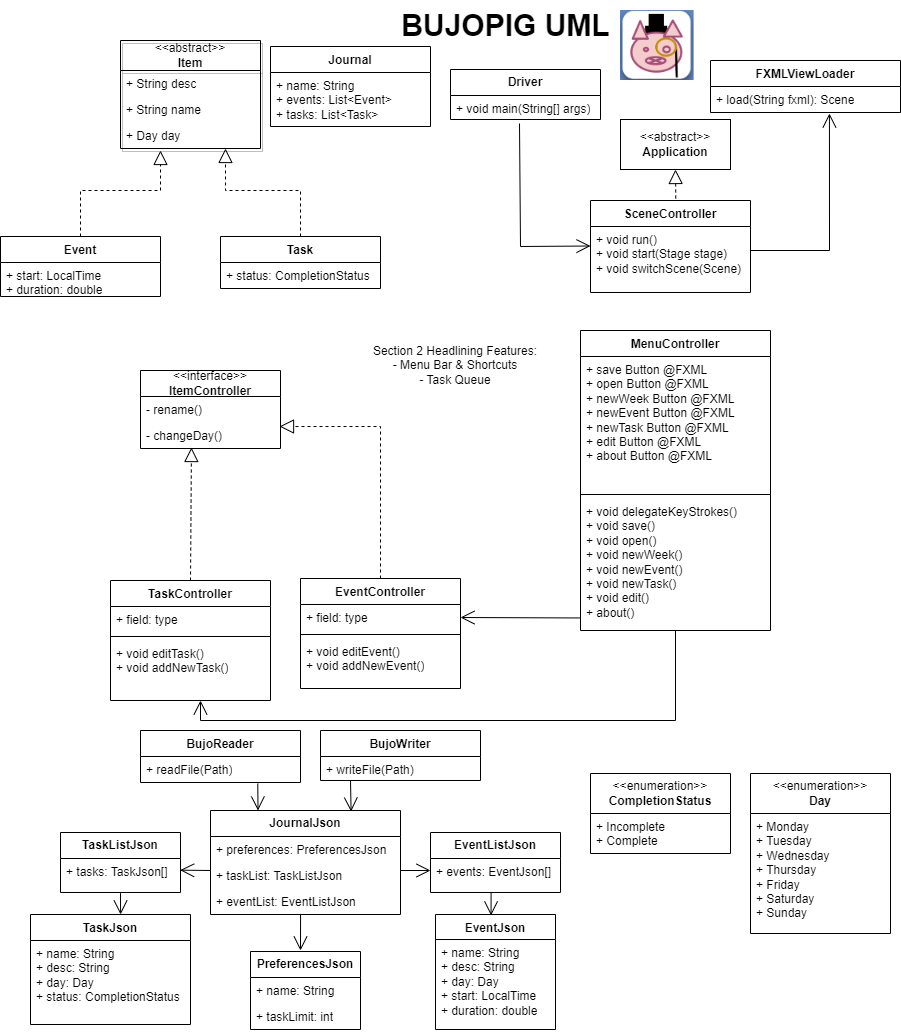 BUJOPIG UML
<<abstract>>
Item
+ String desc
+ String name
+ Day day
Journal
+ name: String
+ events: List<Event>
+ tasks: List<Task>
Driver
+ void main(String[] args)
FXMLViewLoader
+ load(String fxml): Scene
<<abstract>>
Application
SceneController
+ void run()
+ void start(Stage stage)
+ void switchScene(Scene)
Event
+ start: LocalTime
+ duration: double
Task
+ status: CompletionStatus
Section 2 Headlining Features:
- Menu Bar & Shortcuts
- Task Queue
MenuController
+ save Button @FXML
+ open Button @FXML
+ newWeek Button @FXML
+ newEvent Button @FXML
+ newTask Button @FXML
+ edit Button @FXML
+ about Button @FXML
+ void delegateKeyStrokes()
+ void save()
+ void open()
+ void newWeek()
+ void newEvent()
+ void newTask()
+ void edit()
+ about()
<<interface>>
ItemController
- rename()
- changeDay()
TaskController
+ field: type
+ void editTask()
+ void addNewTask()
EventController
+ field: type
+ void editEvent()
+ void addNewEvent()
BujoReader
+ readFile(Path)
BujoWriter
+ writeFile(Path)
JournalJson
+ preferences: PreferencesJson
+ taskList: TaskListJson
+ eventList: EventListJson
TaskListJson
+ tasks: TaskJson[]
EventListJson
+ events: EventJson[]
TaskJson
+ name: String
+ desc: String
+ day: Day
+ status: CompletionStatus
PreferencesJson
+ name: String
+ taskLimit: int
EventJson
+ name: String
+ desc: String
+ day: Day
+ start: LocalTime
+ duration: double
<<enumeration>>
CompletionStatus
+ Incomplete
+ Complete
<<enumeration>>
Day
+ Monday
+ Tuesday
+ Wednesday
+ Thursday
+ Friday
+ Saturday
+ Sunday